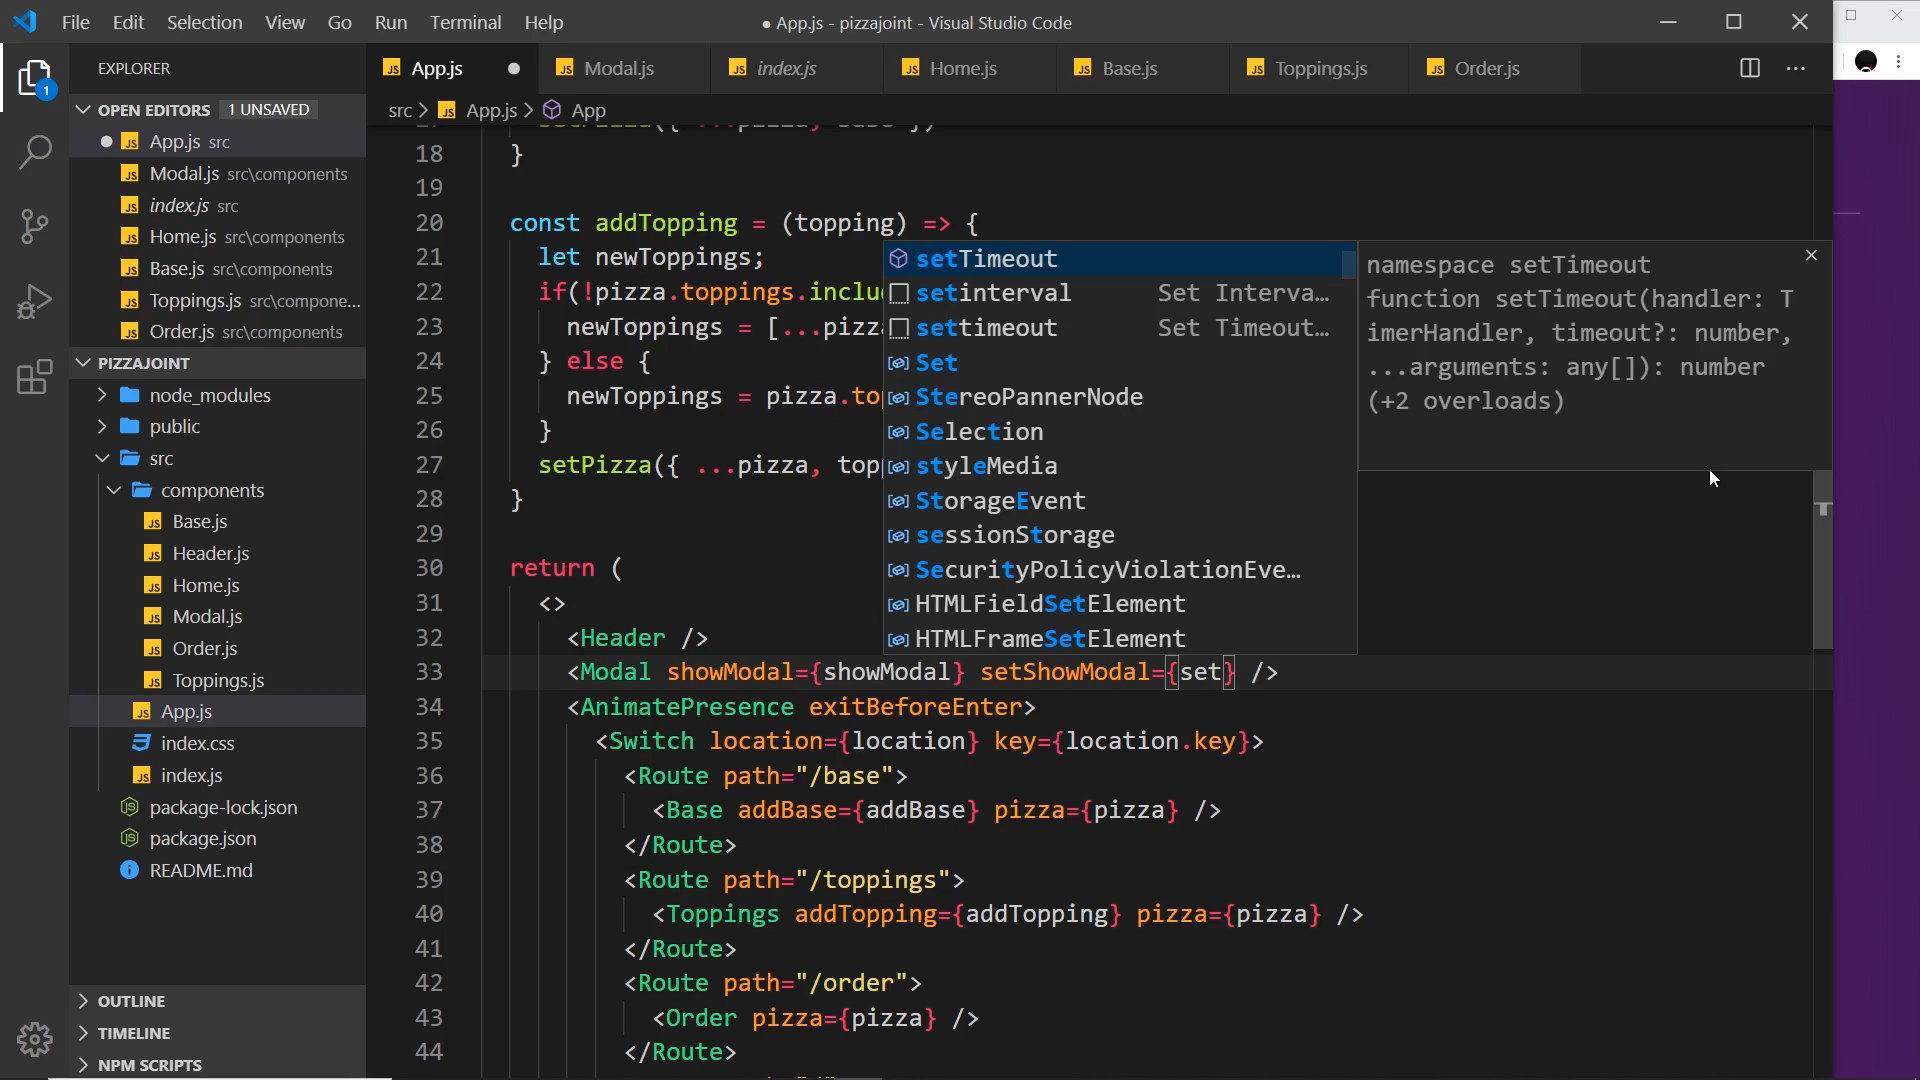 File Edit Selection View Go Run Terminal Help
● App.js - pizzajoint - Visual Studio Code
EXPLORER
OPEN EDITORS 1 UNSAVED
App.js src
Modal.js src\components
index.js src
Home.js src\components
Base.js src\components
Toppings.js src\compone...
Order.js src\components
PIZZAJOINT
node_modules
public
src
components
Base.js
Header.js
Home.js
Modal.js
Order.js
Toppings.js
App.js
index.css
index.js
package-lock.json
package.json
README.md
OUTLINE
TIMELINE
NPM SCRIPTS
1
App.js Modal.js index.js Home.js Base.js Toppings.js Order.js
src > App.js > App
18 }
19
20 const addTopping = (topping) => {
21 let newToppings;
22 if(!pizza.toppings.inclu
23 newToppings = [...pizz
24 } else {
25 newToppings = pizza.to
26 }
27 setPizza({ ...pizza, top
28 }
29
30 return (
31 <>
32 <Header />
33 <Modal showModal={showModal} setShowModal={set} />
34 <AnimatePresence exitBeforeEnter>
35 <Switch location={location} key={location.key}>
36 <Route path="/base">
37 <Base addBase={addBase} pizza={pizza} />
38 </Route>
39 <Route path="/toppings">
40 <Toppings addTopping={addTopping} pizza={pizza} />
41 </Route>
42 <Route path="/order">
43 <Order pizza={pizza} />
44 </Route>
setTimeout
setinterval Set Interva...
settimeout Set Timeout...
Set
StereoPannerNode
Selection
styleMedia
StorageEvent
sessionStorage
SecurityPolicyViolationEve...
HTMLFieldSetElement
HTMLFrameSetElement
namespace setTimeout
function setTimeout(handler: T
imerHandler, timeout?: number,
...arguments: any[]): number
(+2 overloads)